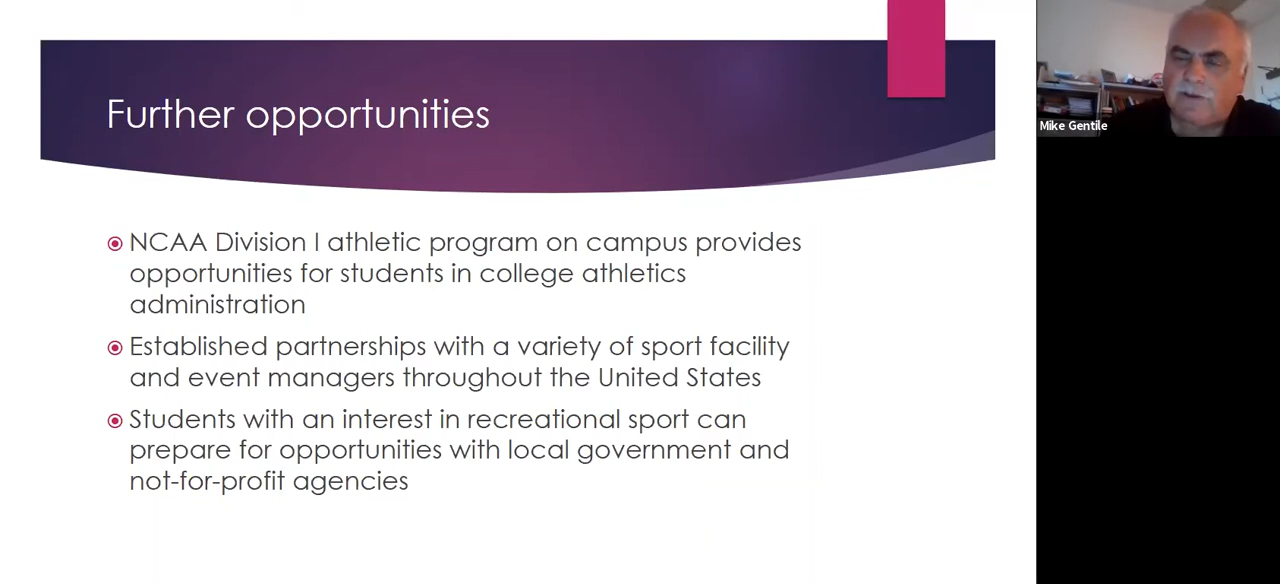 Further opportunities
Mike Gentile
NCAA Division I athletic program on campus provides
opportunities for students in college athletics
administration
Established partnerships with a variety of sport facility
and event managers throughout the United States
Students with an interest in recreational sport can
prepare for opportunities with local government and
not-for-profit agencies